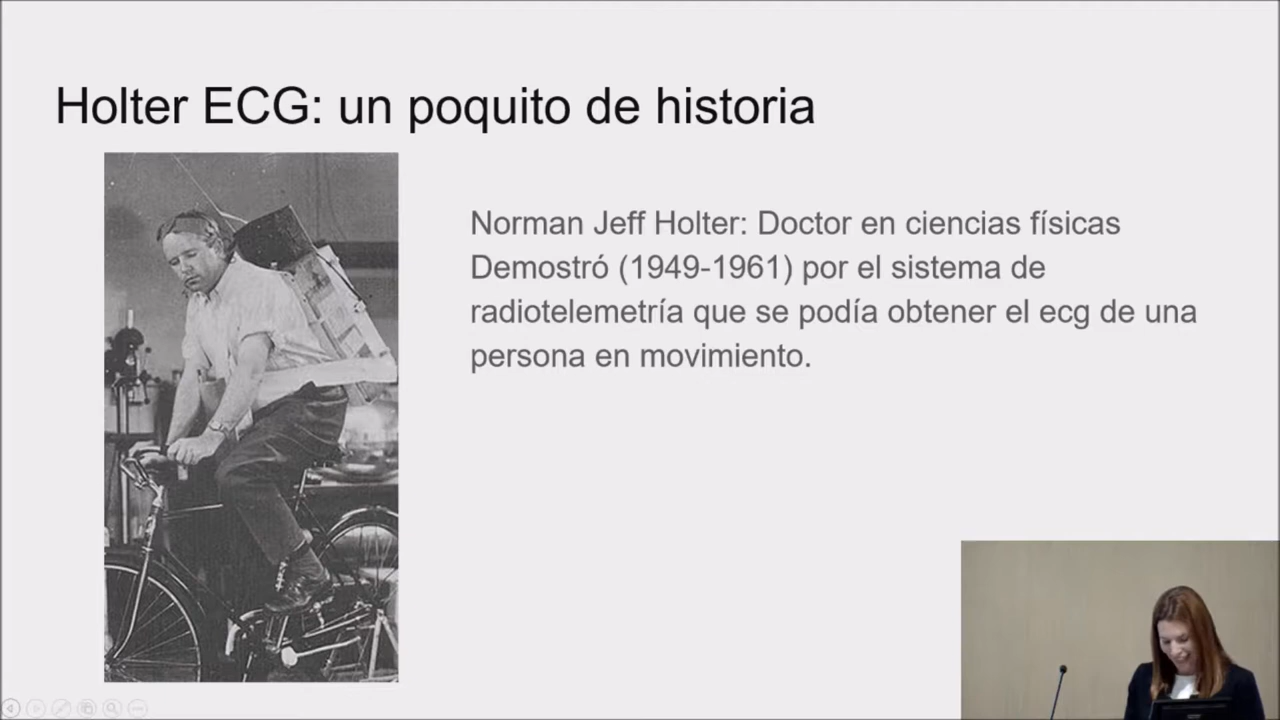 Holter ECG: un poquito de historia
Norman Jeff Holter: Doctor en ciencias físicas
Demostró (1949-1961) por el sistema de
radiotelemetría que se podía obtener el ecg de una
persona en movimiento.